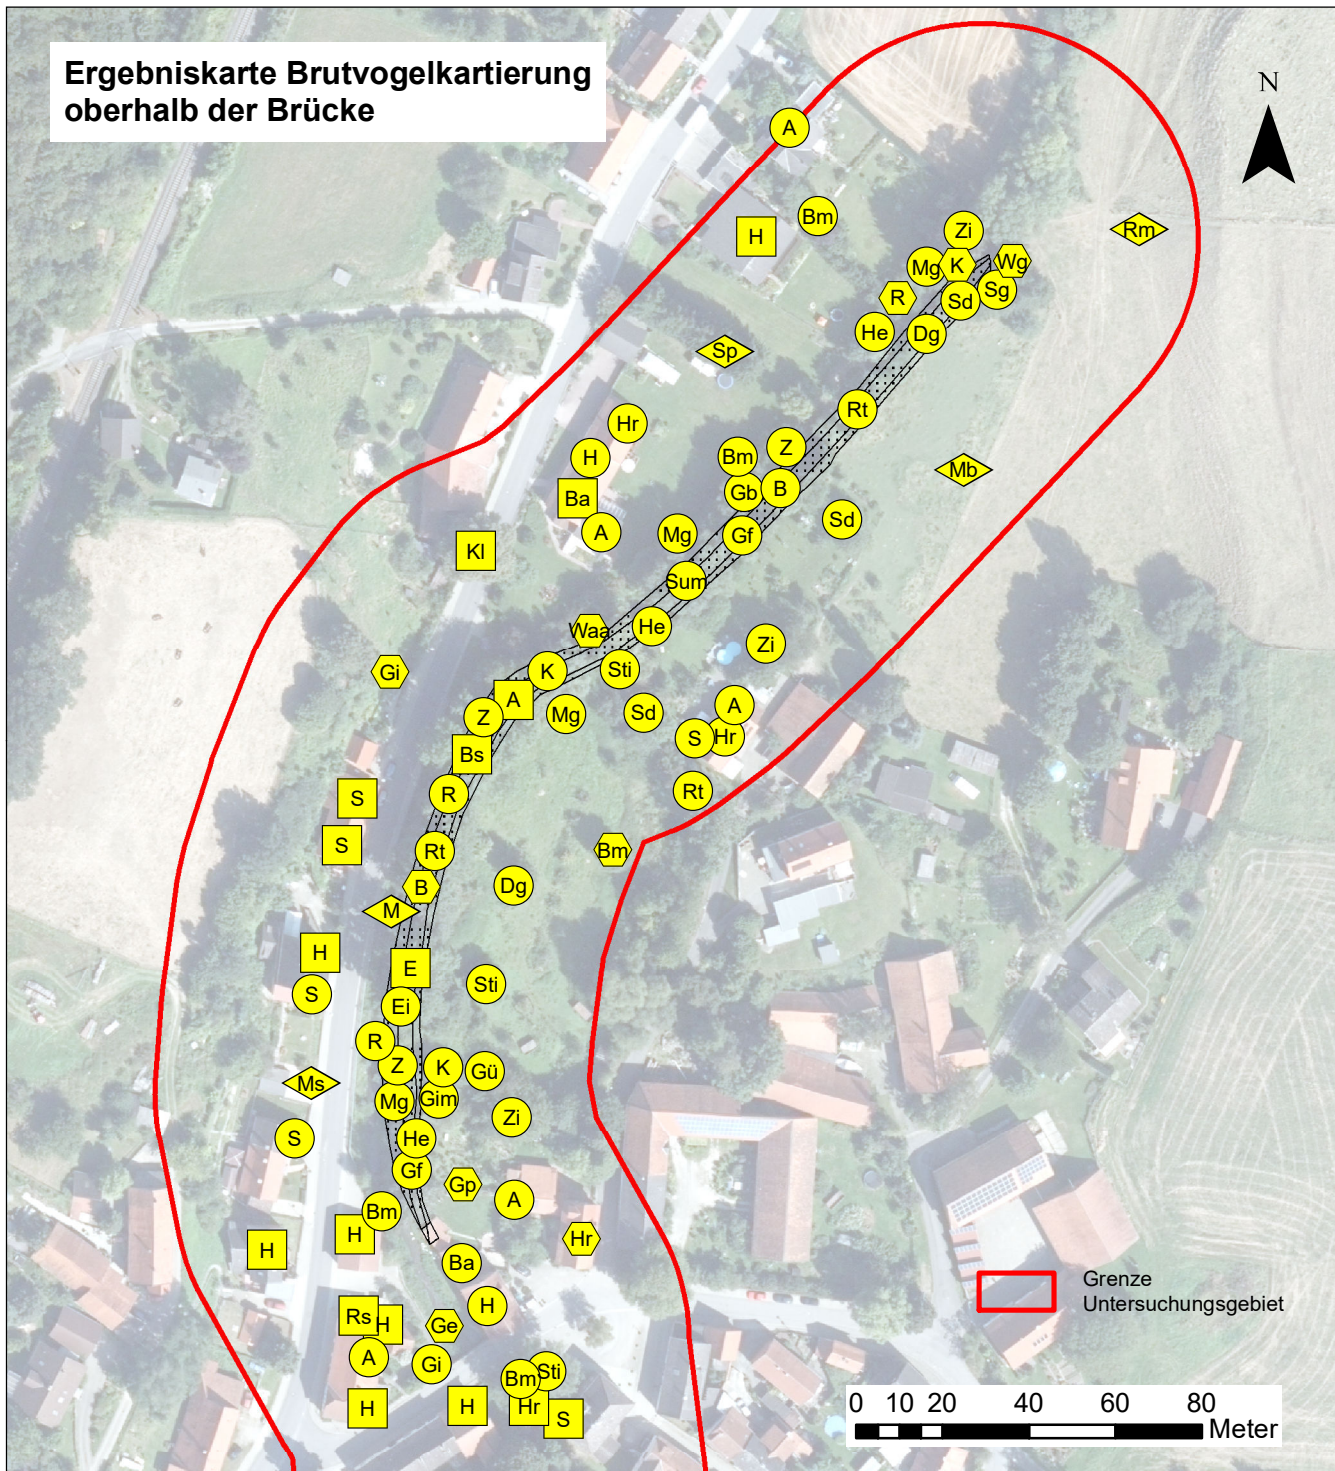 Ergebniskarte Brutvogelkartierung
oberhalb der Brücke
N
A
Bm
H
Zi
Rm
Mg
K
Wg
R
Sd
Sg
He
Dg
Sp
Rt
Hr
Z
H
Bm
Mb
Ba
Gb
B
A
Mg
Gf
Sd
Kl
Sum
Waa
He
Zi
Gi
K
Sti
A
Z
Mg
Sd
A
Bs
S
Hr
R
Rt
S
S
Rt
Bm
B
Dg
M
H
E
Sti
S
Ei
R
Z
K
Gü
Ms
Mg
Gim
Zi
S
He
Gf
Gp
A
Bm
H
H
Hr
Ba
H
Rs
H
Ge
A
Gi
Sti
Bm
H
H
Hr
S
Grenze
Untersuchungsgebiet
0 10 20 40 60 80
Meter